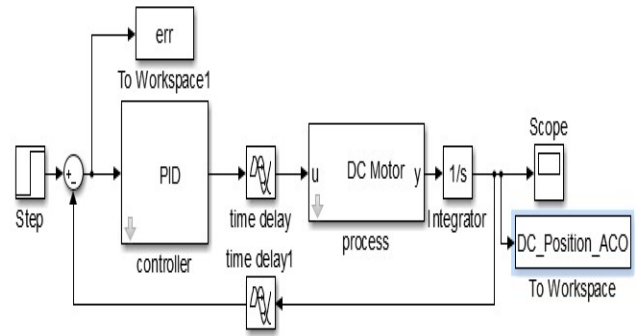 err
To Workspace1
Step
+
-
PID
controller
time delay
u
DC Motor
y
process
1/s
Integrator
Scope
DC_Position_ACO
To Workspace
time delay1